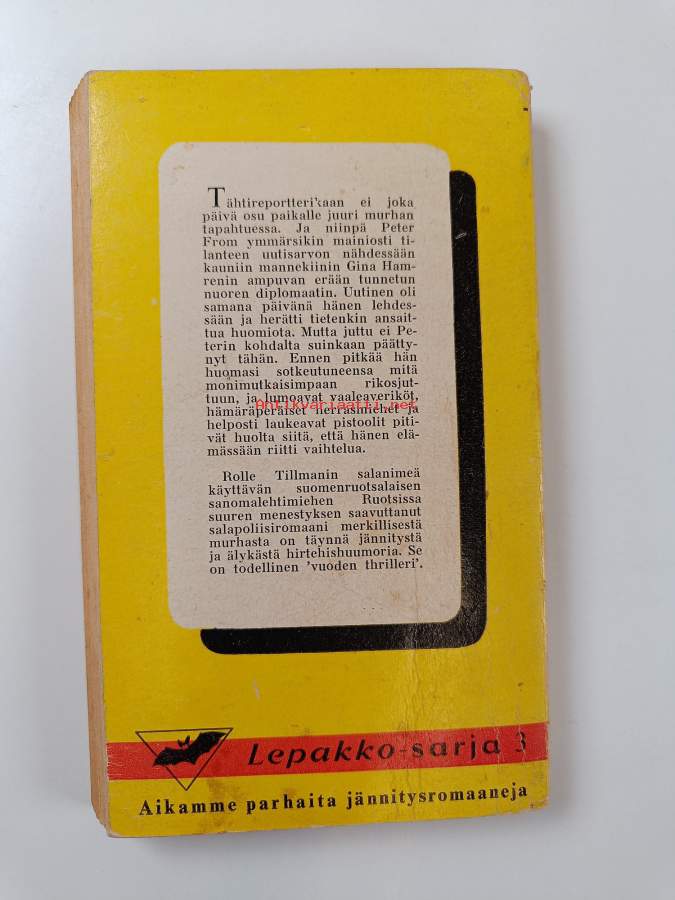 Tähtireportteri'kaan ei joka
päivä osu paikalle juuri murhan
tapahtuessa. Ja niinpä Peter
From ymmärsikin mainiosti ti-
lanteen uutisarvon nähdessään
kauniin mannekiinin Gina Ham-
renin ampuvan erään tunnetun
nuoren diplomaatin. Uutinen oli
samana päivänä hänen lehdes-
sään ja herätti tietenkin ansait-
tua huomiota. Mutta juttu ei Pe-
terin kohdalta suinkaan päätty-
nyt tähän. Ennen pitkää hän
huomasi sotkeutuneensa mitä
monimutkaisimpaan rikosjut-
tuun, ja lumoavat vaaleaveriköt,
hämäräperäiset herrasmiehet ja
helposti laukeavat pistoolit piti-
vät huolta siitä, että hänen elä-
mässään riitti vaihtelua.
Rolle Tillmanin salanimeä
käyttävän suomenruotsalaisen
sanomalehtimiehen Ruotsissa
suuren menestyksen saavuttanut
salapoliisiromaani merkillisestä
murhasta on täynnä jännitystä
ja älykästä hirtehishuumoria. Se
on todellinen 'vuoden thrilleri'.
Antikvariaatti.net
Lepakko-sarja 3
Aikamme parhaita jännitysromaaneja